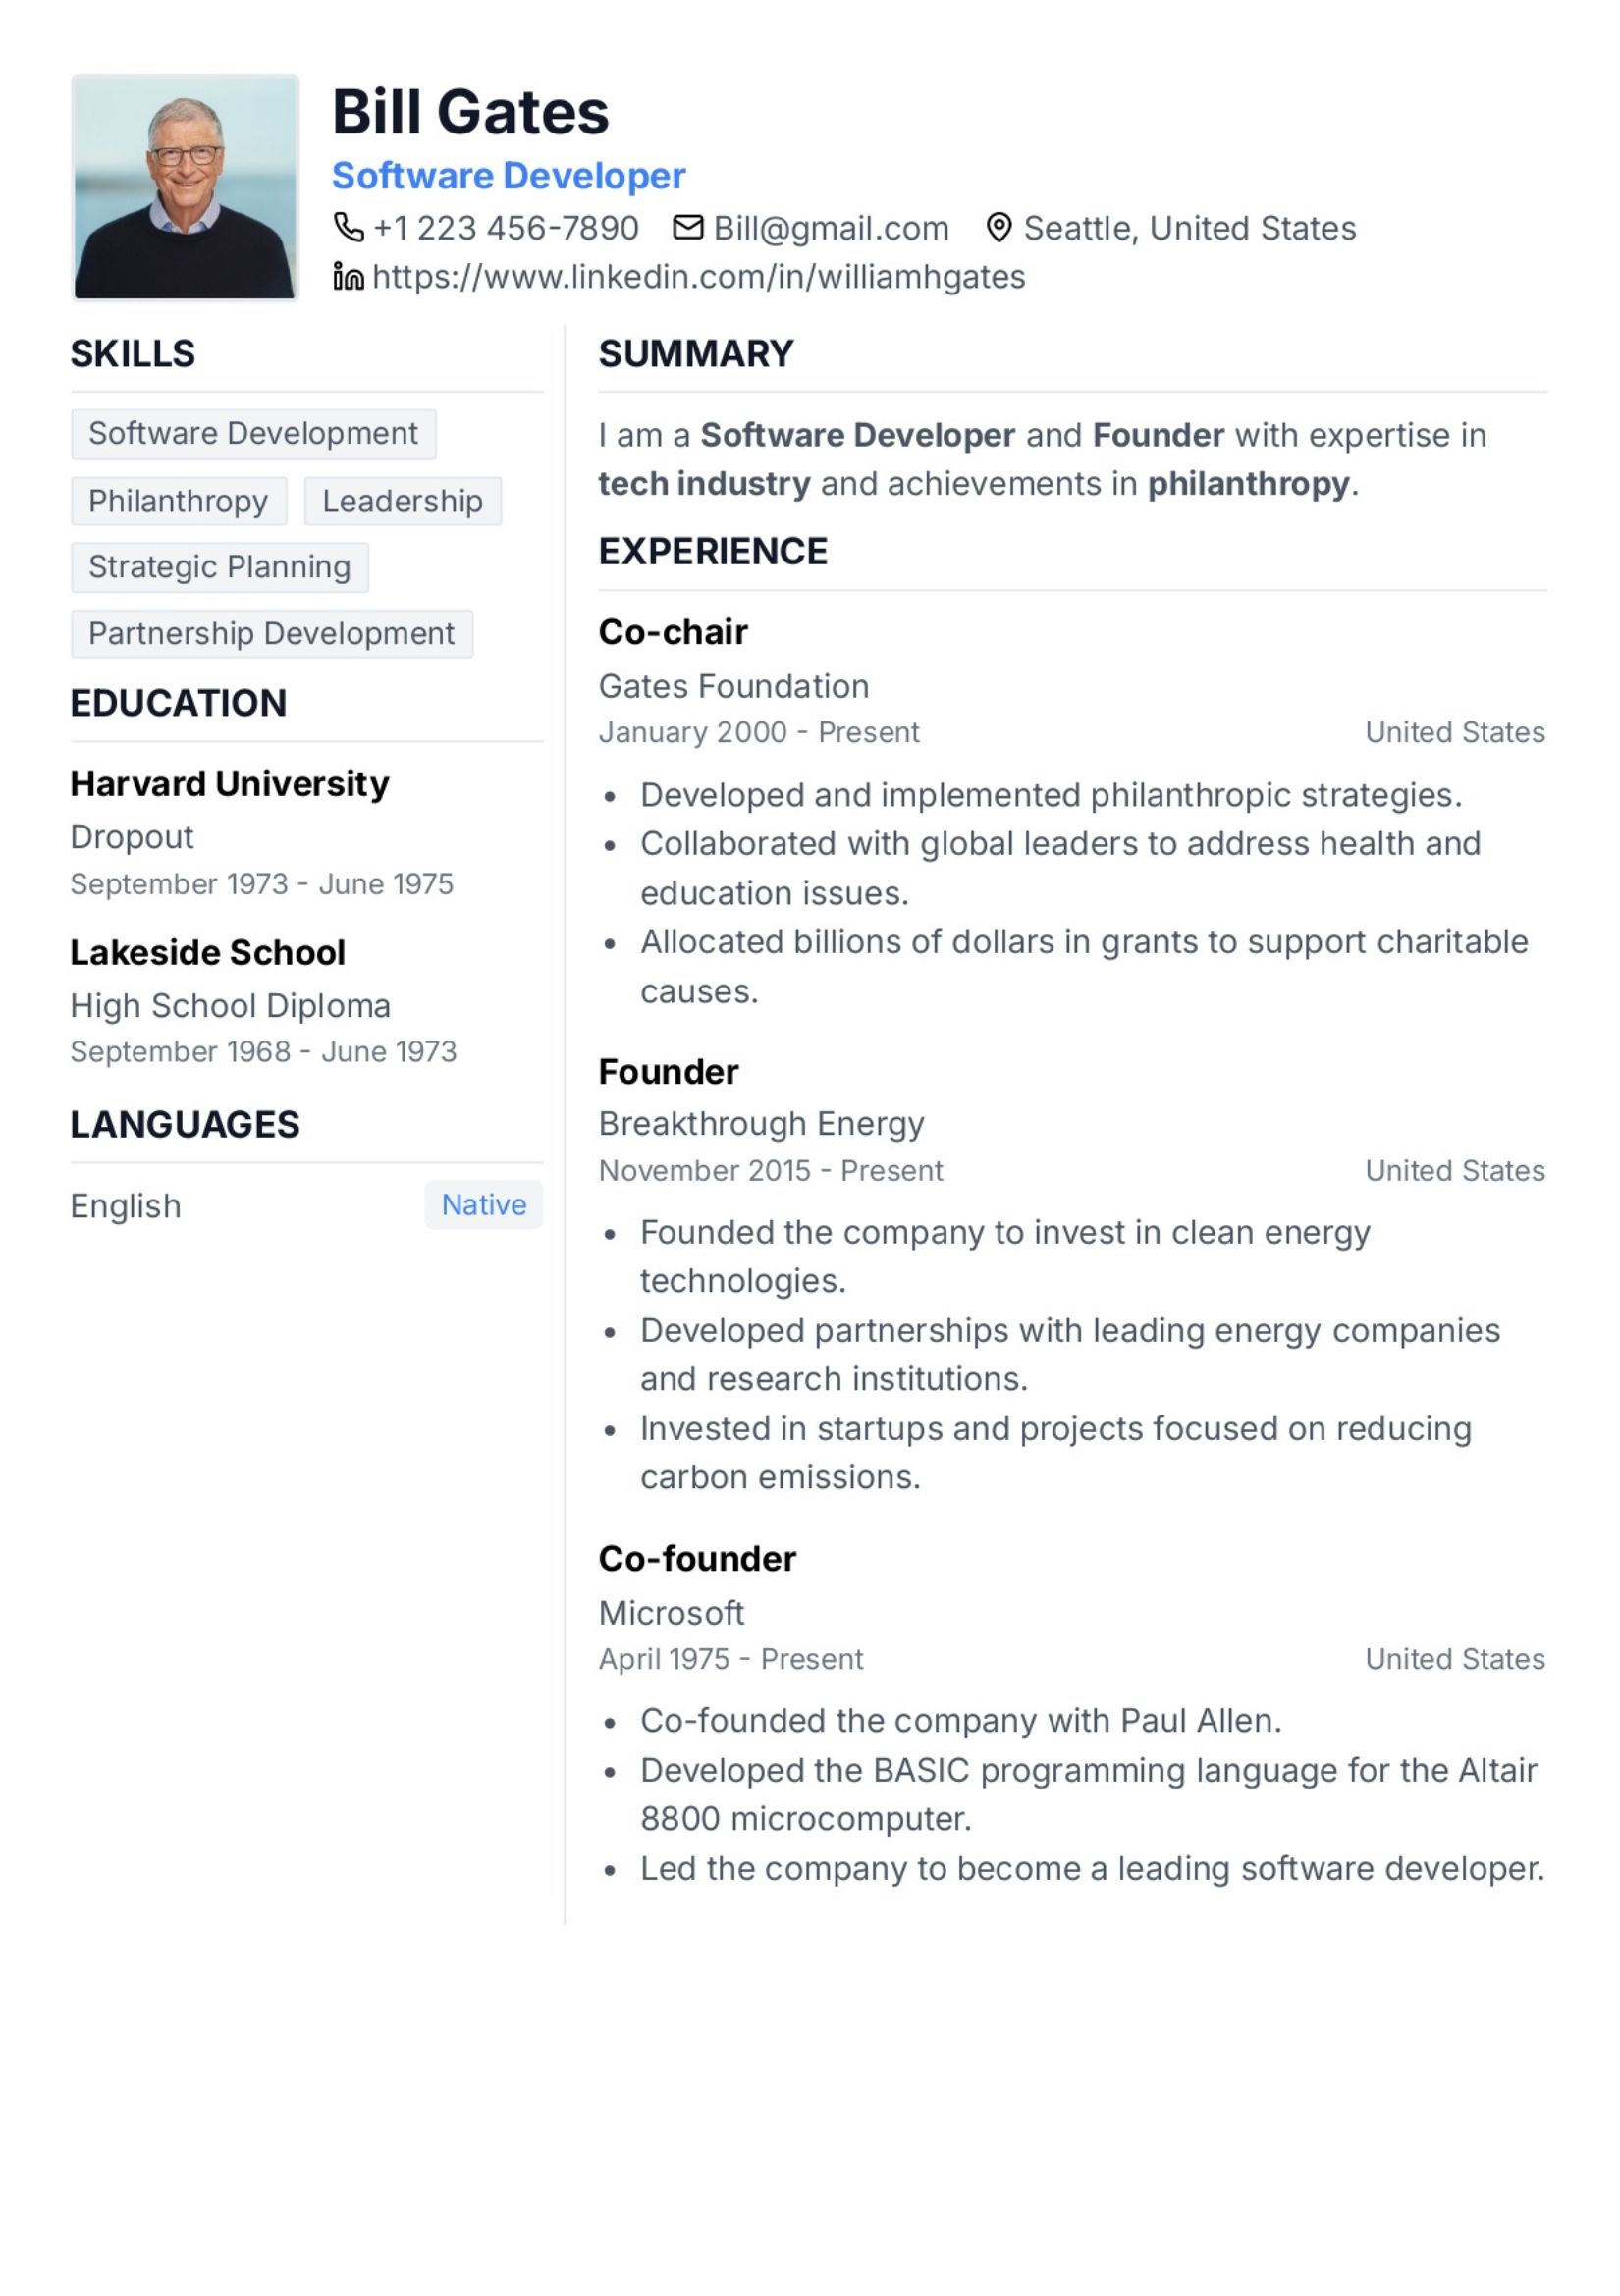 Bill Gates
Software Developer
+1 223 456-7890 Bill@gmail.com Seattle, United States
https://www.linkedin.com/in/williamhgates
SKILLS
Software Development
Philanthropy Leadership
Strategic Planning
Partnership Development
EDUCATION
Harvard University
Dropout
September 1973 - June 1975
Lakeside School
High School Diploma
September 1968 - June 1973
LANGUAGES
English Native
SUMMARY
I am a Software Developer and Founder with expertise in
tech industry and achievements in philanthropy.
EXPERIENCE
Co-chair
Gates Foundation
January 2000 - Present United States
• Developed and implemented philanthropic strategies.
• Collaborated with global leaders to address health and
education issues.
• Allocated billions of dollars in grants to support charitable
causes.
Founder
Breakthrough Energy
November 2015 - Present United States
• Founded the company to invest in clean energy
technologies.
• Developed partnerships with leading energy companies
and research institutions.
• Invested in startups and projects focused on reducing
carbon emissions.
Co-founder
Microsoft
April 1975 - Present United States
• Co-founded the company with Paul Allen.
• Developed the BASIC programming language for the Altair
8800 microcomputer.
• Led the company to become a leading software developer.